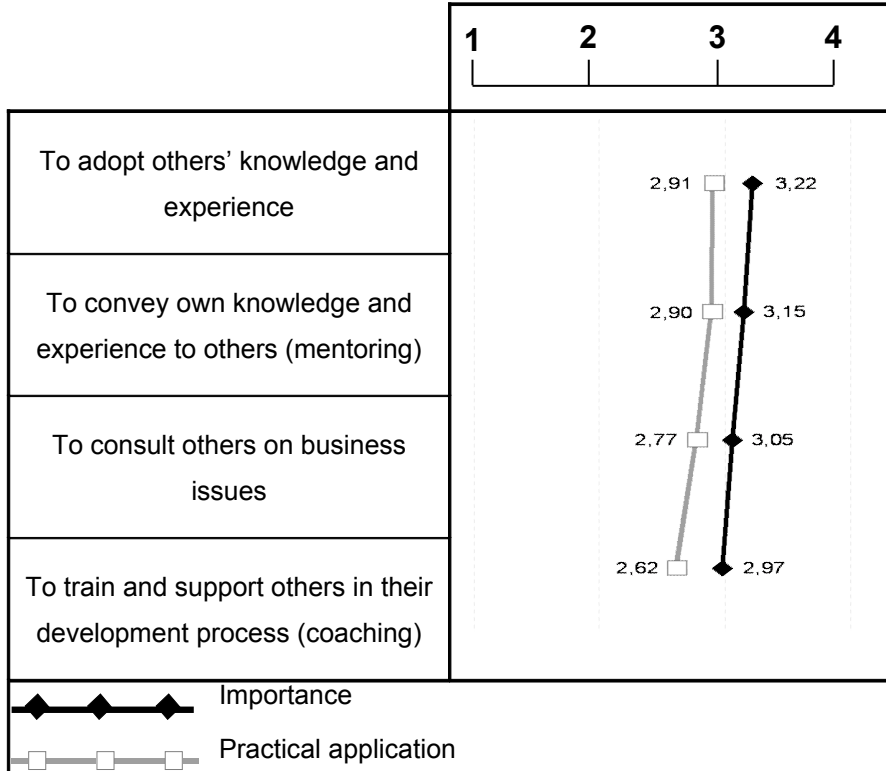 1 2 3 4
To adopt others’ knowledge and
experience
2,91 3,22
To convey own knowledge and
experience to others (mentoring)
2,90 3,15
To consult others on business
issues
2,77 3,05
To train and support others in their
development process (coaching)
2,62 2,97
Importance
Practical application